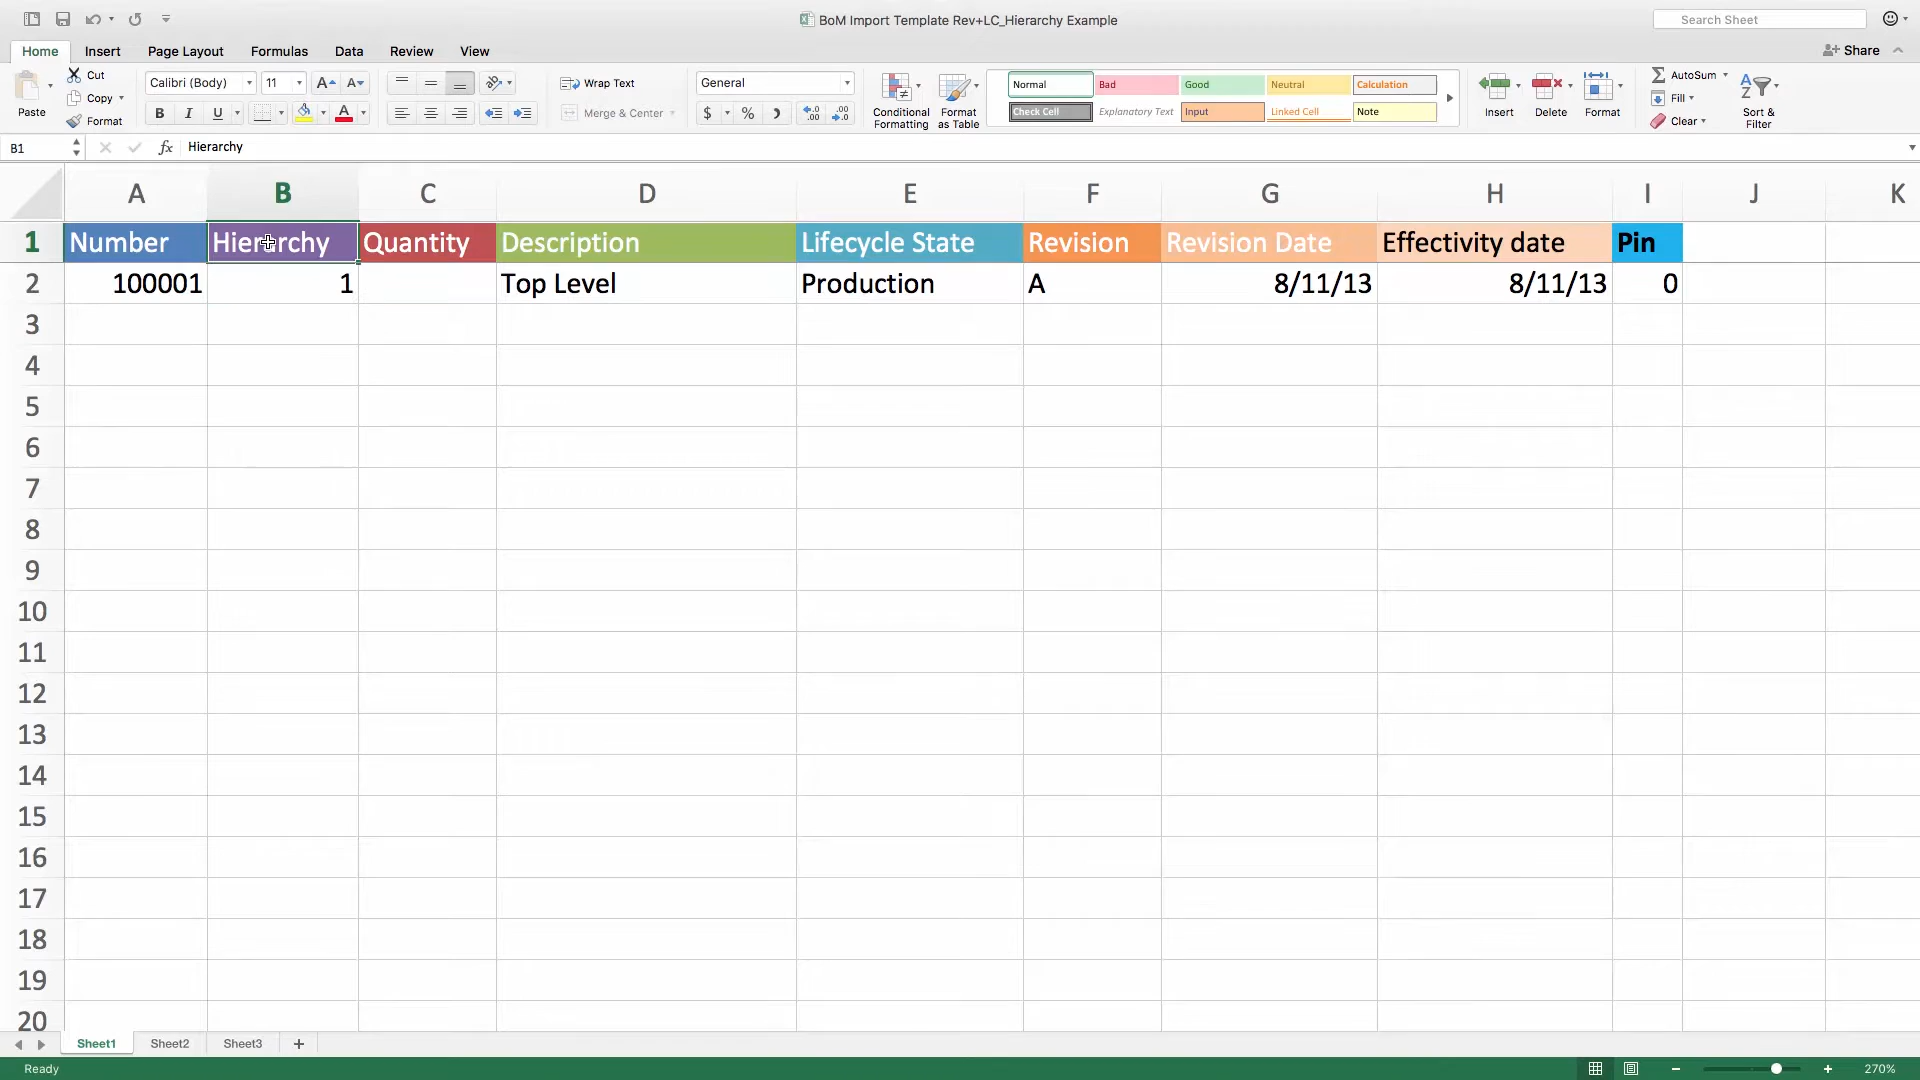 BoM Import Template Rev+LC_Hierarchy Example
Search Sheet
Home Insert Page Layout Formulas Data Review View
Share
Paste
Cut
Copy
Format
Calibri (Body) 11
A A
B I U A
Wrap Text
Merge & Center
General
$ % )
Conditional Formatting
Format as Table
Normal Bad Good Neutral Calculation
Check Cell Explanatory Text Input Linked Cell Note
Insert Delete Format
AutoSum
Fill
Clear
Sort & Filter
B1 fx Hierarchy
A B C D E F G H I J K
1 Number Hierarchy Quantity Description Lifecycle State Revision Revision Date Effectivity date Pin
2 100001 1 Top Level Production A 8/11/13 8/11/13 0
3
4
5
6
7
8
9
10
11
12
13
14
15
16
17
18
19
20
Sheet1 Sheet2 Sheet3 +
Ready
270%